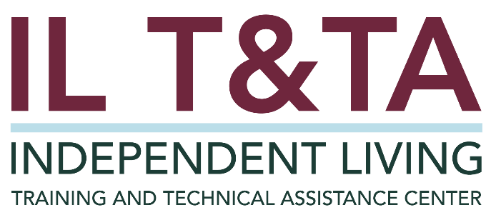 IL T&TA
INDEPENDENT LIVING
TRAINING AND TECHNICAL ASSISTANCE CENTER